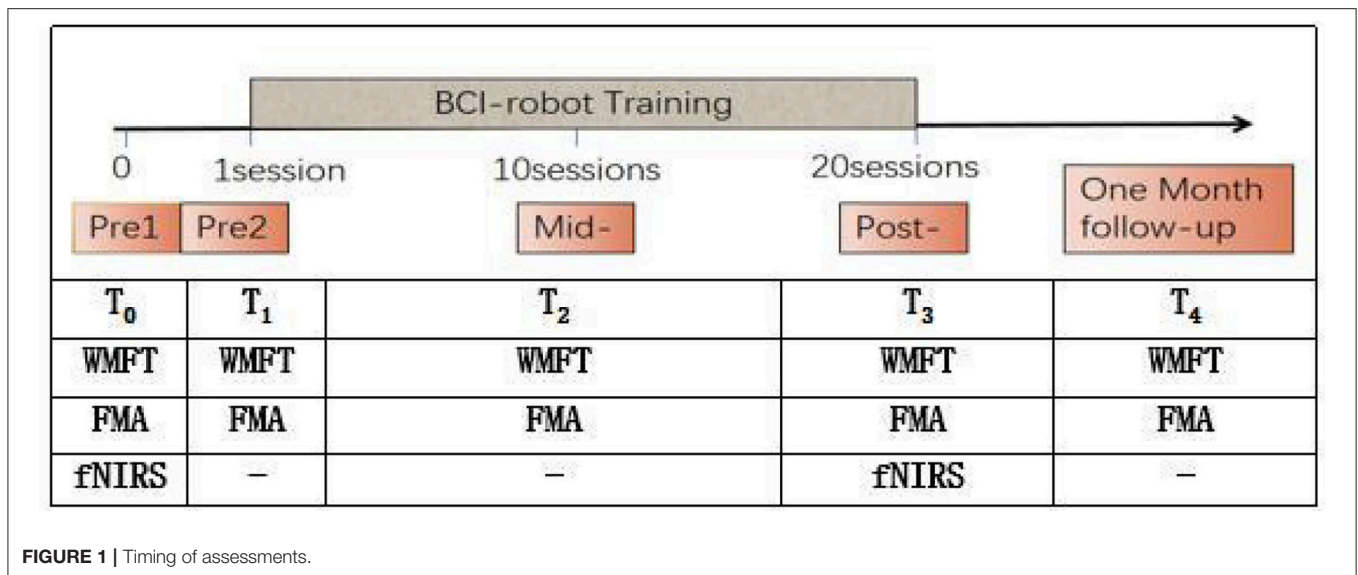 BCI-robot Training
0 1session 10sessions 20sessions
Pre1 Pre2 Mid- Post- One Month
follow-up
T₀ T₁ T₂ T₃ T₄
WMFT WMFT WMFT WMFT WMFT
FMA FMA FMA FMA FMA
fNIRS – – fNIRS –
FIGURE 1 | Timing of assessments.